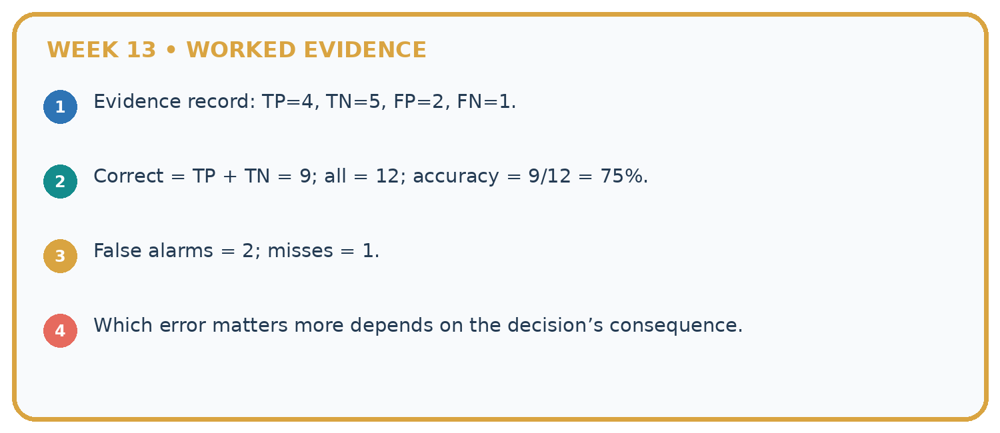 WEEK 13 • WORKED EVIDENCE
1 Evidence record: TP=4, TN=5, FP=2, FN=1.
2 Correct = TP + TN = 9; all = 12; accuracy = 9/12 = 75%.
3 False alarms = 2; misses = 1.
4 Which error matters more depends on the decision’s consequence.